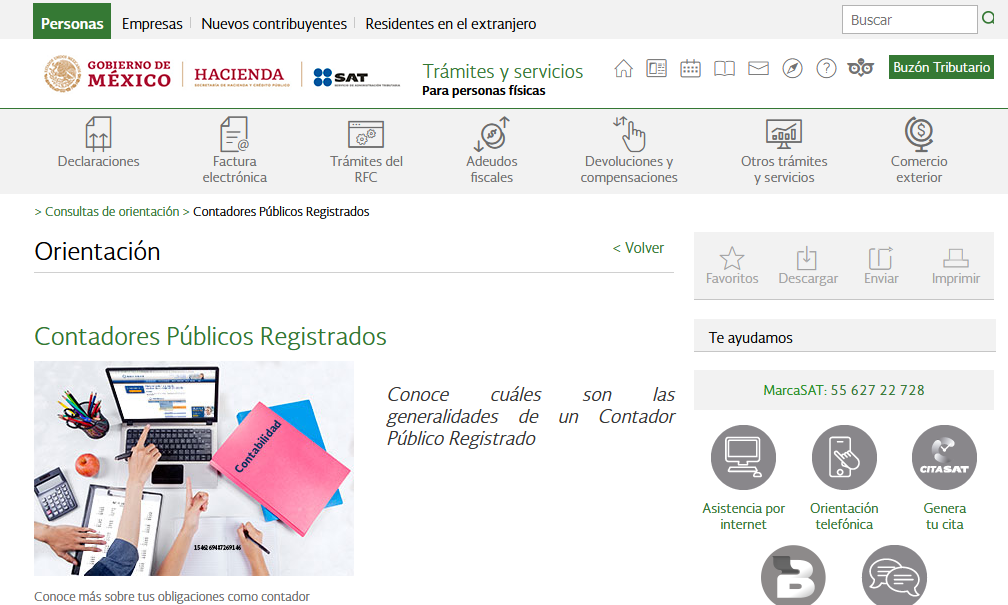 Personas
Empresas
Nuevos contribuyentes
Residentes en el extranjero
Buscar
GOBIERNO DE
MÉXICO
HACIENDA
SECRETARÍA DE HACIENDA Y CRÉDITO PÚBLICO
SAT
SERVICIO DE ADMINISTRACIÓN TRIBUTARIA
Trámites y servicios
Para personas físicas
Buzón Tributario
Declaraciones
Factura
electrónica
Trámites del
RFC
Adeudos
fiscales
Devoluciones y
compensaciones
Otros trámites
y servicios
Comercio
exterior
> Consultas de orientación > Contadores Públicos Registrados
Orientación
< Volver
Favoritos
Descargar
Enviar
Imprimir
Te ayudamos
Contadores Públicos Registrados
Contabilidad
Conoce cuáles son las
generalidades de un Contador
Público Registrado
MarcaSAT: 55 627 22 728
CITASAT
Asistencia por
internet
Orientación
telefónica
Genera
tu cita
Conoce más sobre tus obligaciones como contador